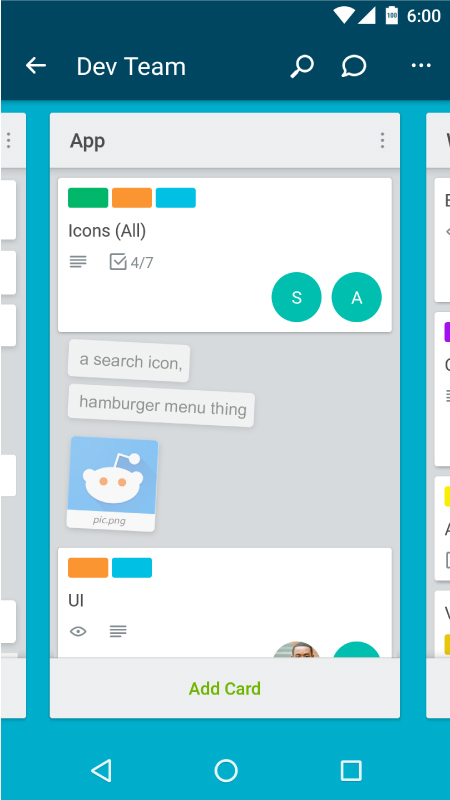 100
6:00
Dev Team
App
Icons (All)
4/7
S
A
a search icon,
hamburger menu thing
pic.png
UI
Add Card